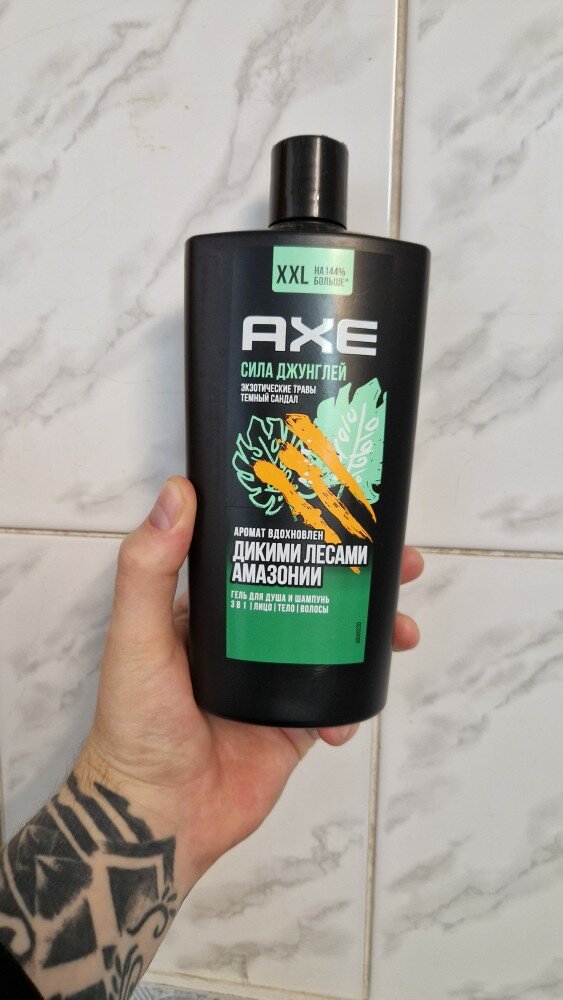 XXL НА 144% БОЛЬШЕ^
AXE
СИЛА ДЖУНГЛЕЙ
ЭКЗОТИЧЕСКИЕ ТРАВЫ
ТЕМНЫЙ САНДАЛ
АРОМАТ ВДОХНОВЛЕН
ДИКИМИ ЛЕСАМИ
АМАЗОНИИ
ГЕЛЬ ДЛЯ ДУША И ШАМПУНЬ
3 В 1 | ЛИЦО | ТЕЛО | ВОЛОСЫ